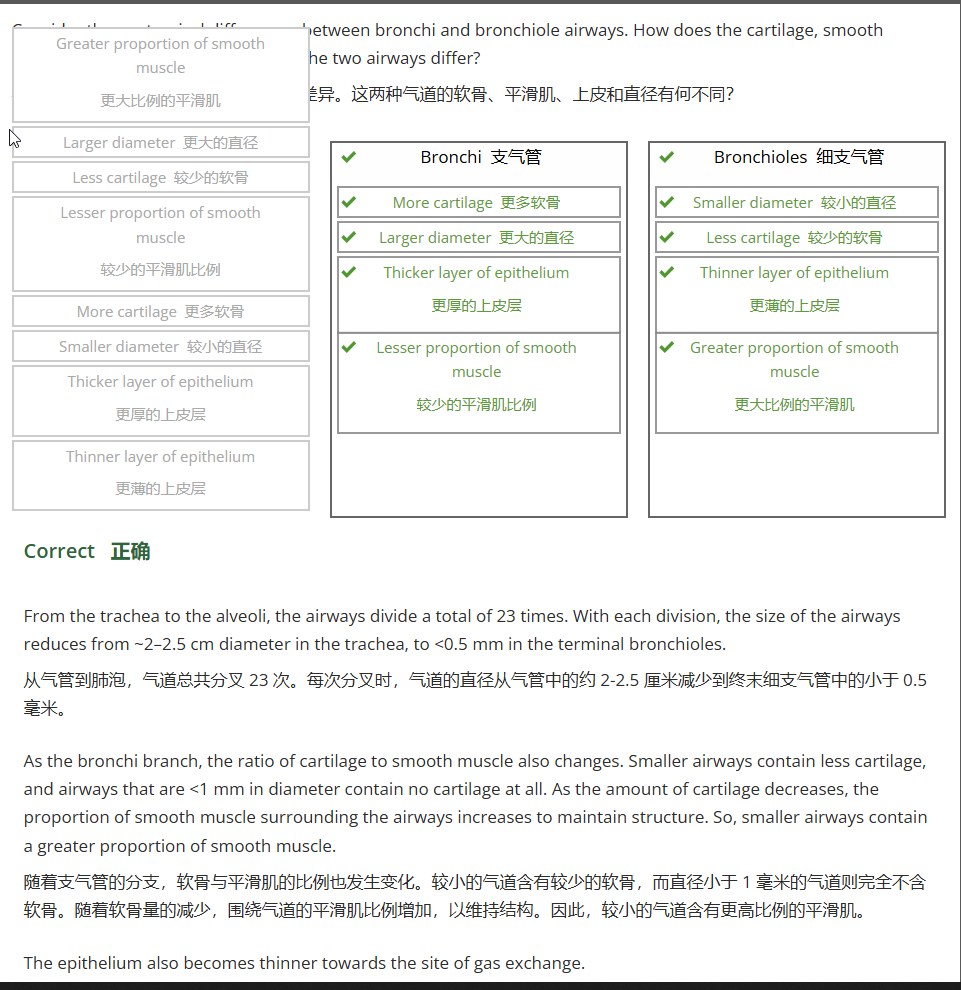 between bronchi and bronchiole airways. How does the cartilage, smooth
he two airways differ?
差异。这两种气道的软骨、平滑肌、上皮和直径有何不同？
Greater proportion of smooth
muscle
更大比例的平滑肌
Larger diameter 更大的直径
Less cartilage 较少的软骨
Lesser proportion of smooth
muscle
较少的平滑肌比例
More cartilage 更多软骨
Smaller diameter 较小的直径
Thicker layer of epithelium
更厚的上皮层
Thinner layer of epithelium
更薄的上皮层
Bronchi 支气管
More cartilage 更多软骨
Larger diameter 更大的直径
Thicker layer of epithelium
更厚的上皮层
Lesser proportion of smooth
muscle
较少的平滑肌比例
Bronchioles 细支气管
Smaller diameter 较小的直径
Less cartilage 较少的软骨
Thinner layer of epithelium
更薄的上皮层
Greater proportion of smooth
muscle
更大比例的平滑肌
Correct 正确
From the trachea to the alveoli, the airways divide a total of 23 times. With each division, the size of the airways
reduces from ~2–2.5 cm diameter in the trachea, to <0.5 mm in the terminal bronchioles.
从气管到肺泡，气道总共分叉 23 次。每次分叉时，气道的直径从气管中的约 2-2.5 厘米减少到终末细支气管中的小于 0.5
毫米。
As the bronchi branch, the ratio of cartilage to smooth muscle also changes. Smaller airways contain less cartilage,
and airways that are <1 mm in diameter contain no cartilage at all. As the amount of cartilage decreases, the
proportion of smooth muscle surrounding the airways increases to maintain structure. So, smaller airways contain
a greater proportion of smooth muscle.
随着支气管的分支，软骨与平滑肌的比例也发生变化。较小的气道含有较少的软骨，而直径小于 1 毫米的气道则完全不含
软骨。随着软骨量的减少，围绕气道的平滑肌比例增加，以维持结构。因此，较小的气道含有更高比例的平滑肌。
The epithelium also becomes thinner towards the site of gas exchange.